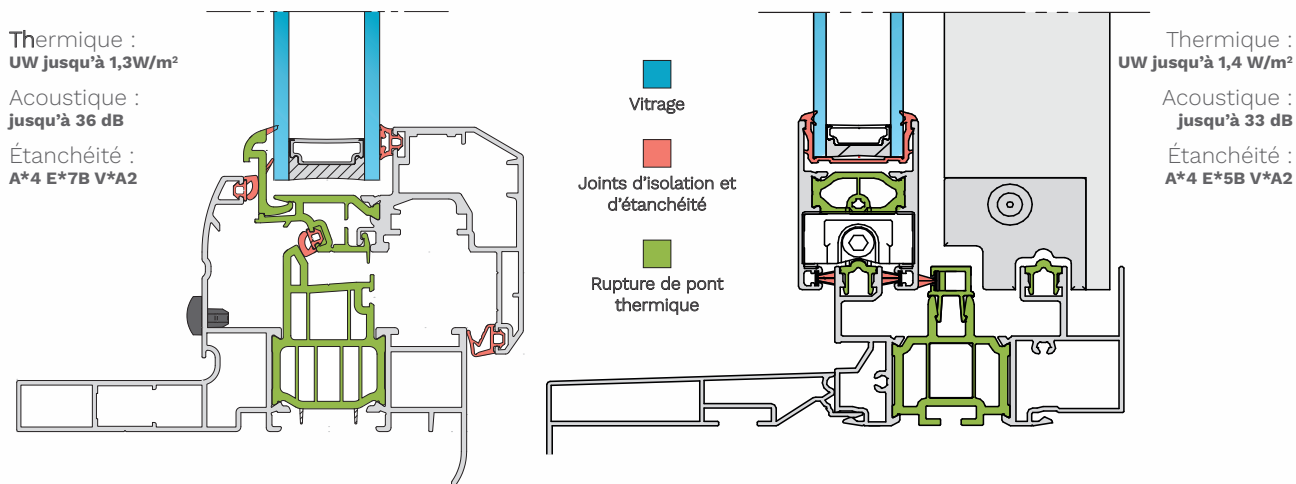 Thermique :
UW jusqu'à 1,3W/m²
Acoustique :
jusqu'à 36 dB
Étanchéité :
A*4 E*7B V*A2
Vitrage
Joints d'isolation et
d'étanchéité
Rupture de pont
thermique
Thermique :
UW jusqu'à 1,4 W/m²
Acoustique :
jusqu'à 33 dB
Étanchéité :
A*4 E*5B V*A2